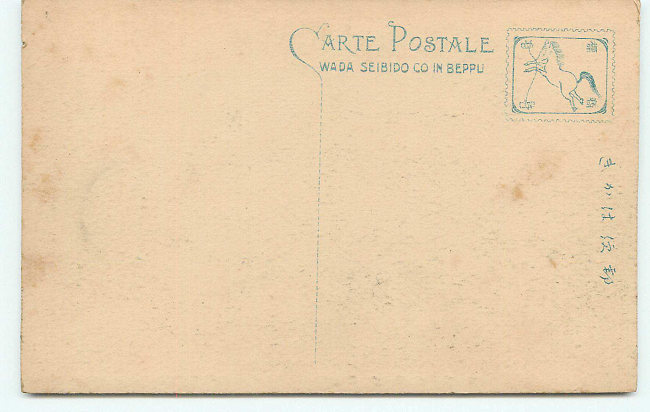 CARTE POSTALE
WADA SEIBIDO CO IN BEPPU
きかは便郵